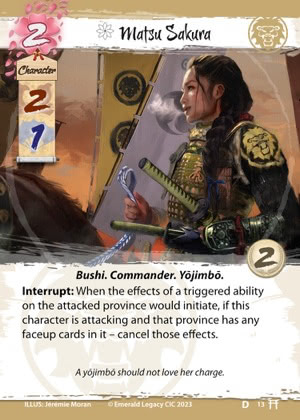 2
Matsu Sakura
Character
2
1
2
Bushi. Commander. Yōjimbō.
Interrupt: When the effects of a triggered ability
on the attacked province would initiate, if this
character is attacking and that province has any
faceup cards in it – cancel those effects.
A yōjimbō should not love her charge.
ILLUS: Jérémie Moran © Emerald Legacy CIC 2023 D 13